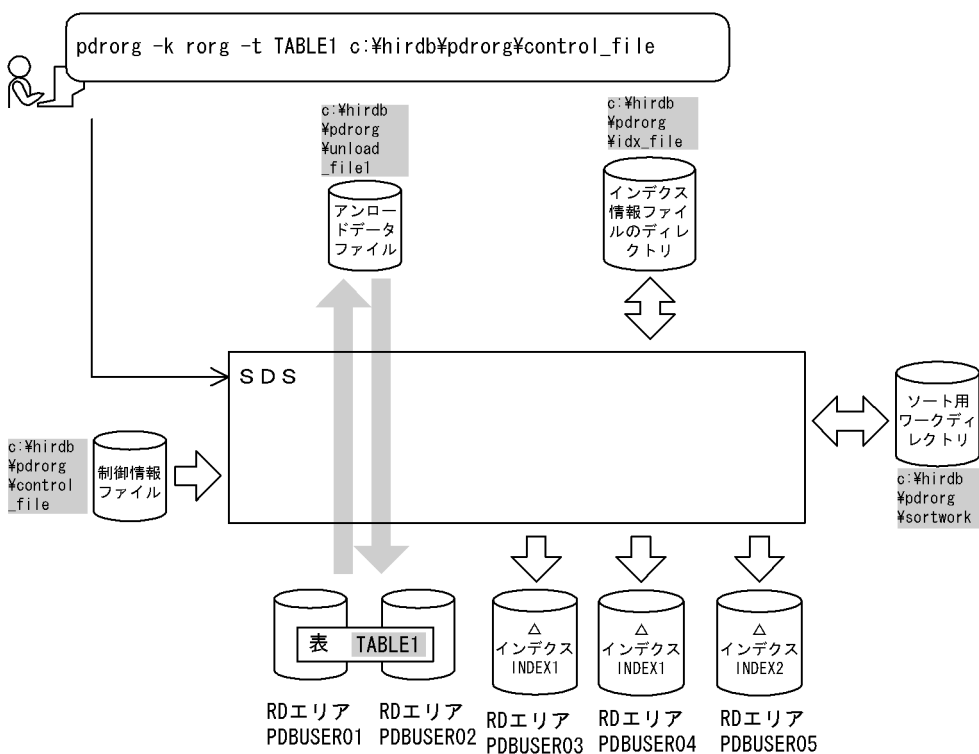 pdrorg -k rorg -t TABLE1 c:¥hirdb¥pdrorg¥control_file
c:¥hirdb
¥pdrorg
¥unload
_file1
アンロー
ドデータ
ファイル
c:¥hirdb
¥pdrorg
¥idx_file
インデクス
情報ファイ
ルのディレ
クトリ
SDS
ソート用
ワークディ
レクトリ
c:¥hirdb
¥pdrorg
¥sortwork
c:¥hirdb
¥pdrorg
¥control
_file
制御情報
ファイル
表 TABLE1
RDエリア
PDBUSER01
RDエリア
PDBUSER02
△
インデクス
INDEX1
RDエリア
PDBUSER03
△
インデクス
INDEX1
RDエリア
PDBUSER04
△
インデクス
INDEX2
RDエリア
PDBUSER05